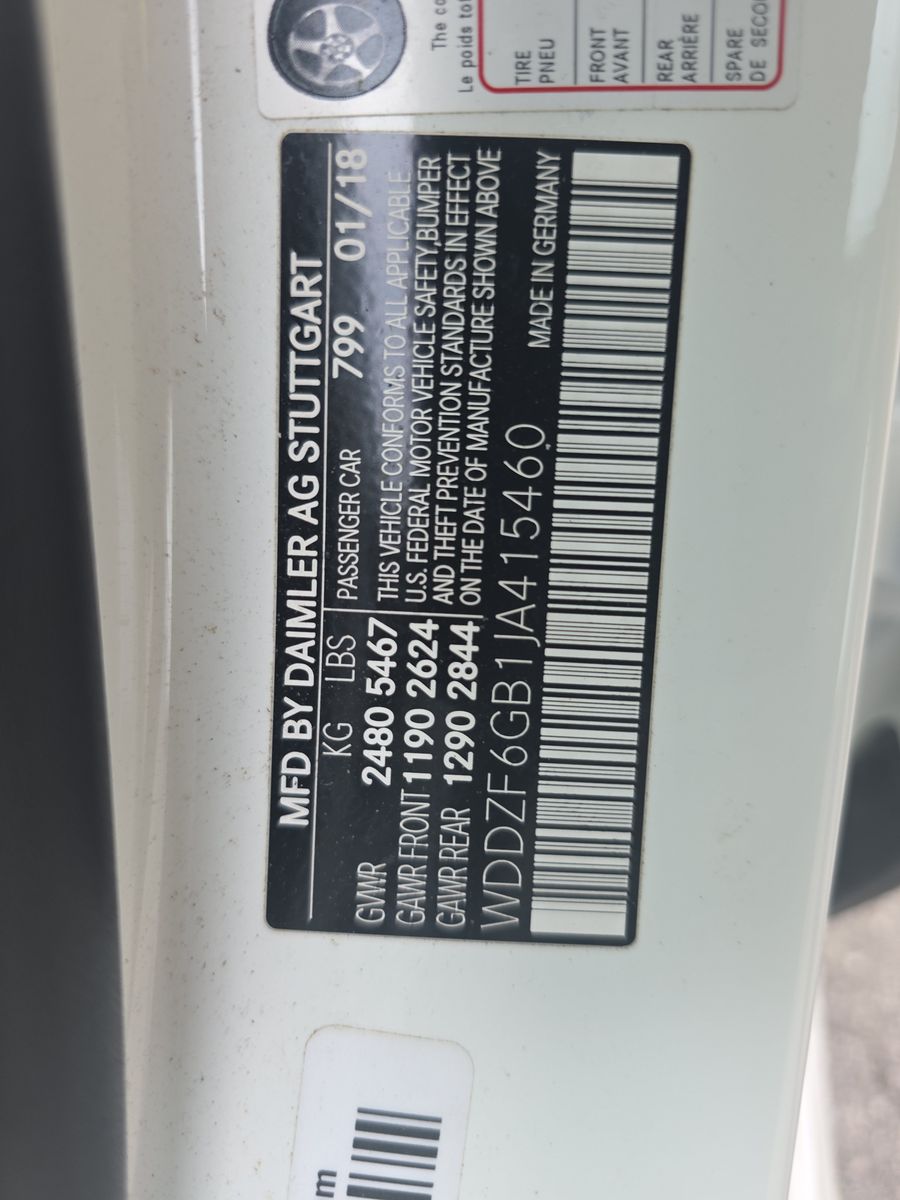 The co
Le poids tot
TIRE
PNEU
FRONT
AVANT
REAR
ARRIÈRE
SPARE
DE SECOU
MFD BY DAIMLER AG STUTTGART
KG LBS PASSENGER CAR 799 01/18
GVWR 2480 5467
GAWR FRONT 1190 2624
GAWR REAR 1290 2844
THIS VEHICLE CONFORMS TO ALL APPLICABLE
U.S. FEDERAL MOTOR VEHICLE SAFETY,BUMPER
AND THEFT PREVENTION STANDARDS IN EFFECT
ON THE DATE OF MANUFACTURE SHOWN ABOVE
WDDZF6GB1JA415460 MADE IN GERMANY
m